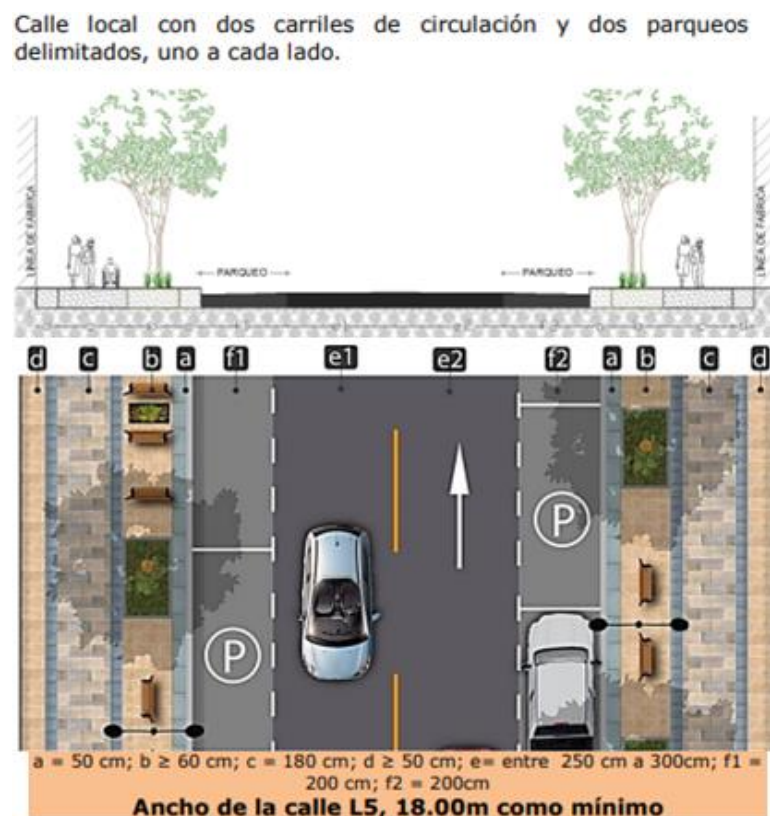 Calle local con dos carriles de circulación y dos parqueos
delimitados, uno a cada lado.
LÍNEA DE FÁBRICA
PARQUEO
PARQUEO
LÍNEA DE FÁBRICA
d c b a f1 e1 e2 f2 a b c d
P
P
a = 50 cm; b ≥ 60 cm; c = 180 cm; d ≥ 50 cm; e= entre 250 cm a 300cm; f1 =
200 cm; f2 = 200cm
Ancho de la calle L5, 18.00m como mínimo